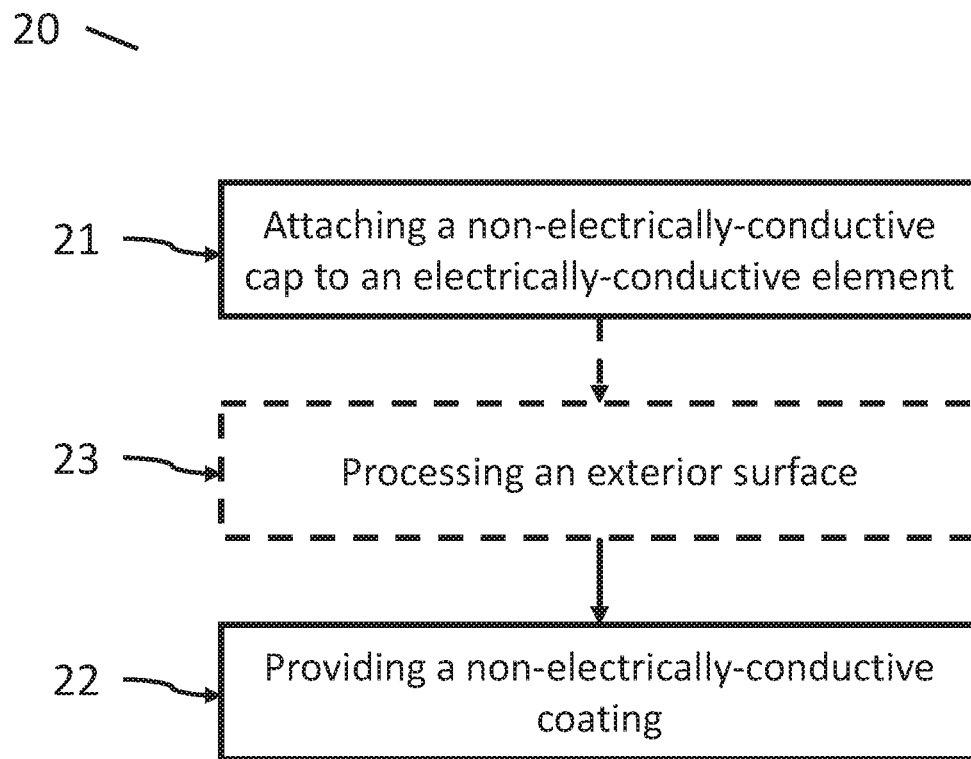 20
21
Attaching a non-electrically-conductive
cap to an electrically-conductive element
23
Processing an exterior surface
22
Providing a non-electrically-conductive
coating